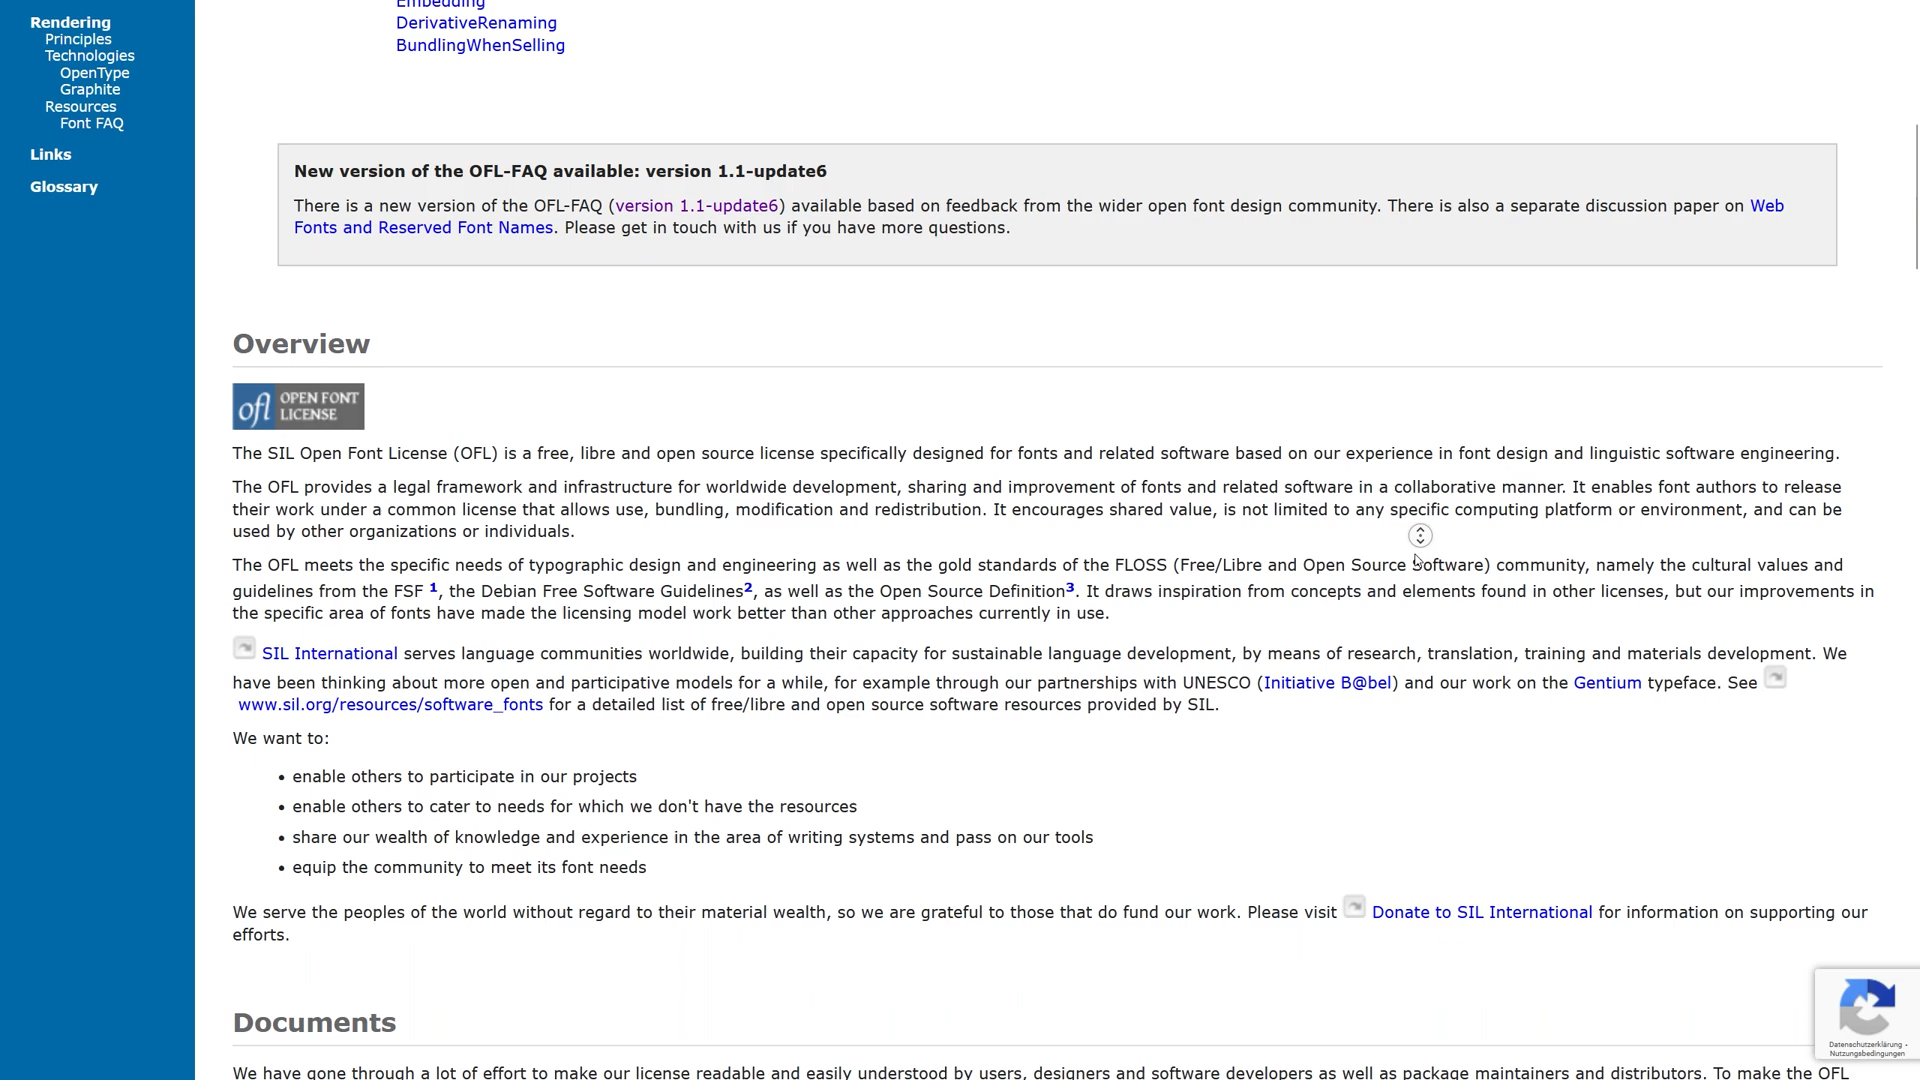 Rendering
Principles
Technologies
OpenType
Graphite
Resources
Font FAQ
Links
Glossary
Embedding
DerivativeRenaming
BundlingWhenSelling
New version of the OFL-FAQ available: version 1.1-update6
There is a new version of the OFL-FAQ (version 1.1-update6) available based on feedback from the wider open font design community. There is also a separate discussion paper on Web
Fonts and Reserved Font Names. Please get in touch with us if you have more questions.
Overview
ofl OPEN FONT
LICENSE
The SIL Open Font License (OFL) is a free, libre and open source license specifically designed for fonts and related software based on our experience in font design and linguistic software engineering.
The OFL provides a legal framework and infrastructure for worldwide development, sharing and improvement of fonts and related software in a collaborative manner. It enables font authors to release
their work under a common license that allows use, bundling, modification and redistribution. It encourages shared value, is not limited to any specific computing platform or environment, and can be
used by other organizations or individuals.
The OFL meets the specific needs of typographic design and engineering as well as the gold standards of the FLOSS (Free/Libre and Open Source Software) community, namely the cultural values and
guidelines from the FSF 1, the Debian Free Software Guidelines2, as well as the Open Source Definition3. It draws inspiration from concepts and elements found in other licenses, but our improvements in
the specific area of fonts have made the licensing model work better than other approaches currently in use.
SIL International serves language communities worldwide, building their capacity for sustainable language development, by means of research, translation, training and materials development. We
have been thinking about more open and participative models for a while, for example through our partnerships with UNESCO (Initiative B@bel) and our work on the Gentium typeface. See
www.sil.org/resources/software_fonts for a detailed list of free/libre and open source software resources provided by SIL.
We want to:
• enable others to participate in our projects
• enable others to cater to needs for which we don't have the resources
• share our wealth of knowledge and experience in the area of writing systems and pass on our tools
• equip the community to meet its font needs
We serve the peoples of the world without regard to their material wealth, so we are grateful to those that do fund our work. Please visit Donate to SIL International for information on supporting our
efforts.
Documents
We have gone through a lot of effort to make our license readable and easily understood by users, designers and software developers as well as package maintainers and distributors. To make the OFL
Datenschutzerklärung -
Nutzungsbedingungen